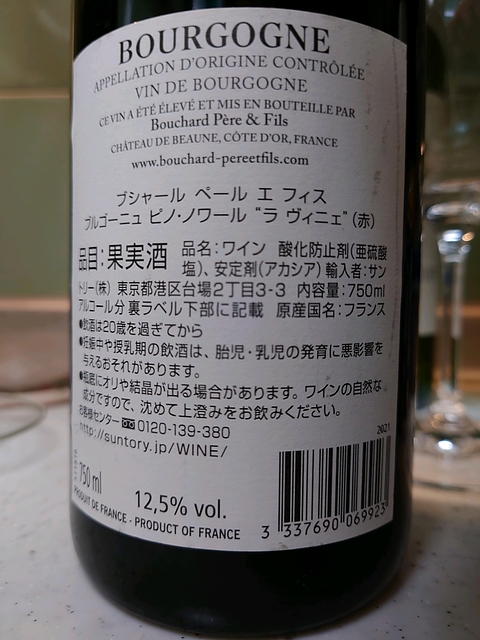 BOURGOGNE
APPELLATION D'ORIGINE CONTRÔLÉE
VIN DE BOURGOGNE
CE VIN A ÉTÉ ÉLEVÉ ET MIS EN BOUTEILLE PAR
Bouchard Père & Fils
CHÂTEAU DE BEAUNE, CÔTE D'OR, FRANCE
www.bouchard-pereetfils.com
ブシャール ペール エ フィス
ブルゴーニュ ピノ・ノワール “ラ ヴィニェ” (赤)
品目:果実酒 品名:ワイン 酸化防止剤(亜硫酸
塩)、安定剤(アカシア) 輸入者:サン
トリー(株) 東京都港区台場2丁目3-3 内容量:750ml
アルコール分 裏ラベル下部に記載 原産国名:フランス
●飲酒は20歳を過ぎてから
●妊娠中や授乳期の飲酒は、胎児・乳児の発育に悪影響を
与えるおそれがあります。
●瓶底にオリや結晶が出る場合があります。ワインの自然な
成分ですので、沈めて上澄みをお飲みください。
お客様センター 0120-139-380
http://suntory.jp/WINE/
2021
750 ml
12,5% vol.
PRODUIT DE FRANCE - PRODUCT OF FRANCE
3 337690 069923